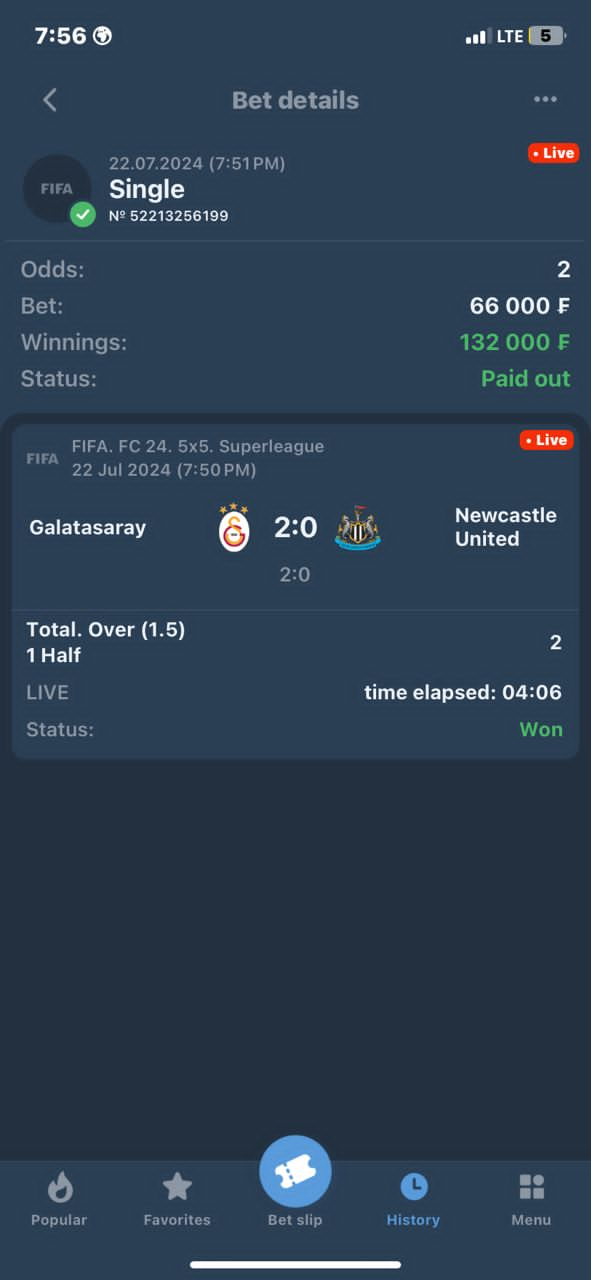 7:56
LTE 5
Bet details
• Live
22.07.2024 (7:51 PM)
FIFA
Single
Nº 52213256199
Odds: 2
Bet: 66 000 ₣
Winnings: 132 000 ₣
Status: Paid out
• Live
FIFA. FC 24. 5x5. Superleague
FIFA
22 Jul 2024 (7:50 PM)
Galatasaray 2:0 Newcastle United
2:0
Total. Over (1.5)
1 Half
2
LIVE time elapsed: 04:06
Status: Won
Popular Favorites Bet slip History Menu